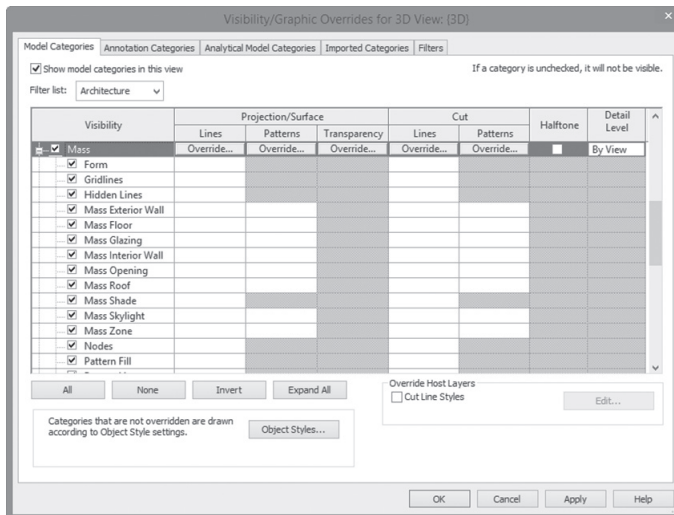 Visibility/Graphic Overrides for 3D View: {3D}
Model Categories Annotation Categories Analytical Model Categories Imported Categories Filters
Show model categories in this view
If a category is unchecked, it will not be visible.
Filter list: Architecture
Visibility Projection/Surface Cut Halftone Detail Level
Lines Patterns Transparency Lines Patterns
Mass Override... Override... Override... Override... Override... By View
Form
Gridlines
Hidden Lines
Mass Exterior Wall
Mass Floor
Mass Glazing
Mass Interior Wall
Mass Opening
Mass Roof
Mass Shade
Mass Skylight
Mass Zone
Nodes
Pattern Fill
All None Invert Expand All
Override Host Layers
Cut Line Styles
Edit...
Categories that are not overridden are drawn
according to Object Style settings.
Object Styles...
OK Cancel Apply Help